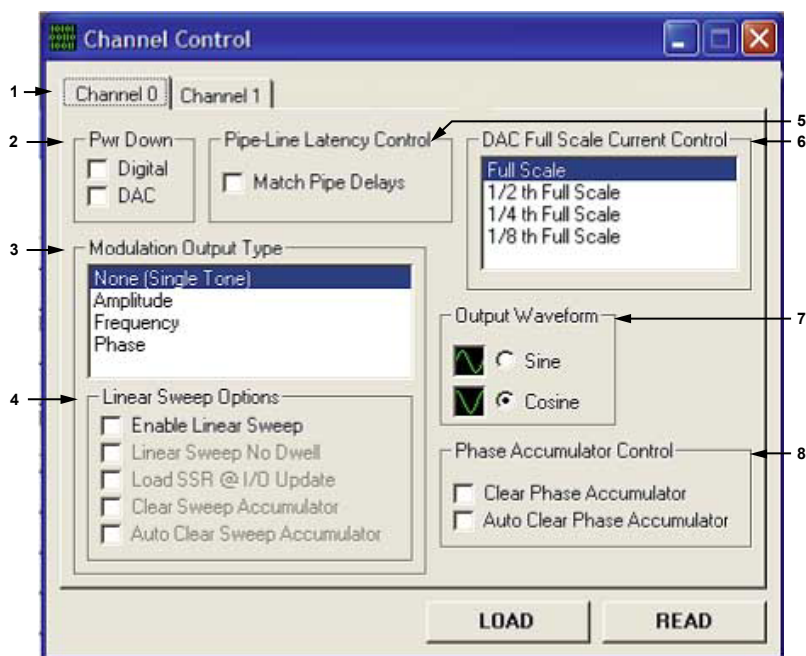 Channel Control
1
Channel 0
Channel 1
5
2
Pwr Down
Pipe-Line Latency Control
DAC Full Scale Current Control
6
Digital
DAC
Match Pipe Delays
Full Scale
1/2 th Full Scale
1/4 th Full Scale
1/8 th Full Scale
3
Modulation Output Type
None (Single Tone)
Amplitude
Frequency
Phase
Output Waveform
7
Sine
Cosine
4
Linear Sweep Options
Enable Linear Sweep
Linear Sweep No Dwell
Load SSR @ I/O Update
Clear Sweep Accumulator
Auto Clear Sweep Accumulator
Phase Accumulator Control
8
Clear Phase Accumulator
Auto Clear Phase Accumulator
LOAD
READ